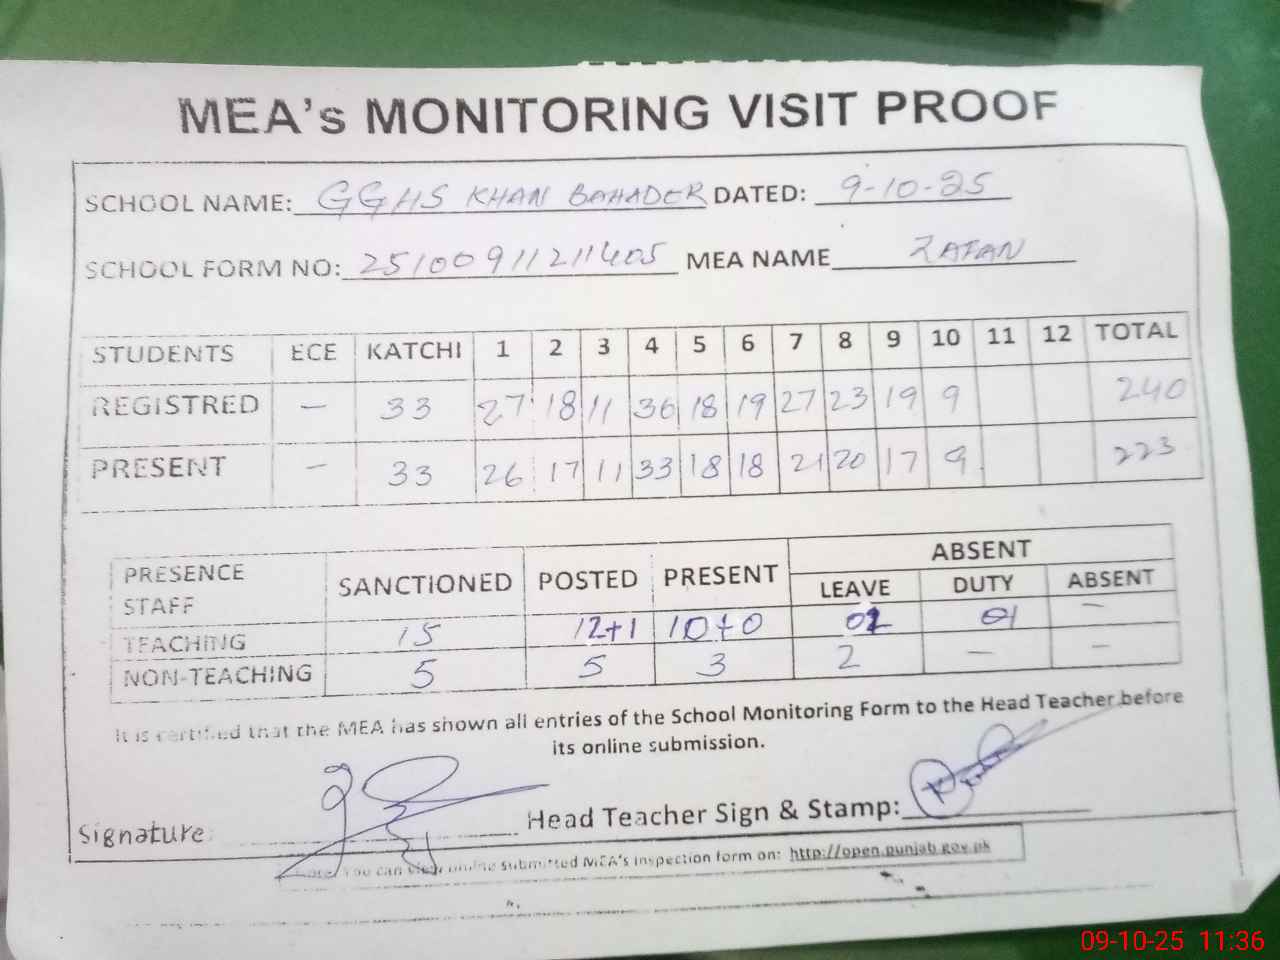 MEA's MONITORING VISIT PROOF
SCHOOL NAME: GGHS KHAN BAHADER DATED: 9-10-25
SCHOOL FORM NO: 25100911211405 MEA NAME ZAFAR
STUDENTS ECE KATCHI 1 2 3 4 5 6 7 8 9 10 11 12 TOTAL
REGISTRED — 33 27 18 11 36 18 19 27 23 19 9 240
PRESENT — 33 26 17 11 33 18 18 21 20 17 9 223
PRESENCE STAFF SANCTIONED POSTED PRESENT ABSENT
LEAVE DUTY ABSENT
TEACHING 15 12+1 10+0 02 01 —
NON-TEACHING 5 5 3 2 — —
It is certified that the MEA has shown all entries of the School Monitoring Form to the Head Teacher before
its online submission.
Signature: Head Teacher Sign & Stamp:
You can view online submitted MEA's inspection form on: http://open.punjab.gov.pk
09-10-25 11:36